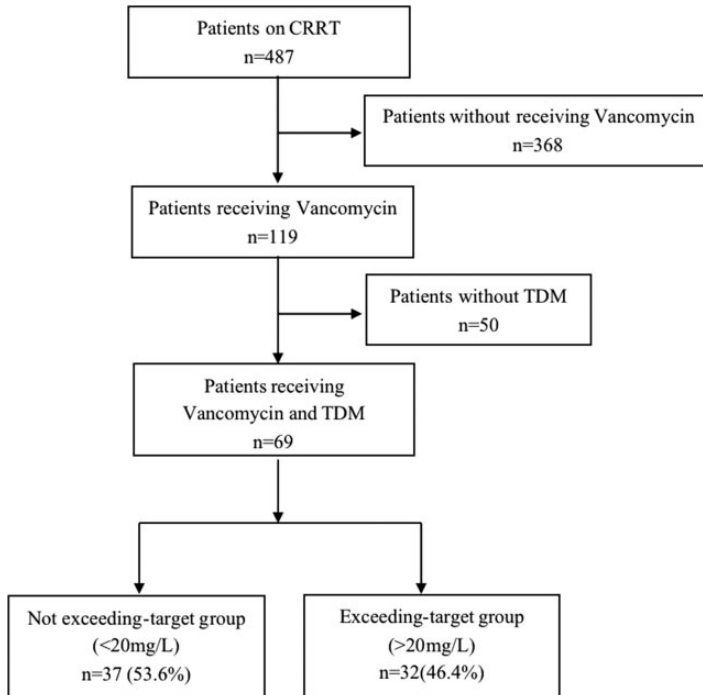 Patients on CRRT
n=487
Patients without receiving Vancomycin
n=368
Patients receiving Vancomycin
n=119
Patients without TDM
n=50
Patients receiving
Vancomycin and TDM
n=69
Not exceeding-target group
(<20mg/L)
n=37 (53.6%)
Exceeding-target group
(>20mg/L)
n=32(46.4%)